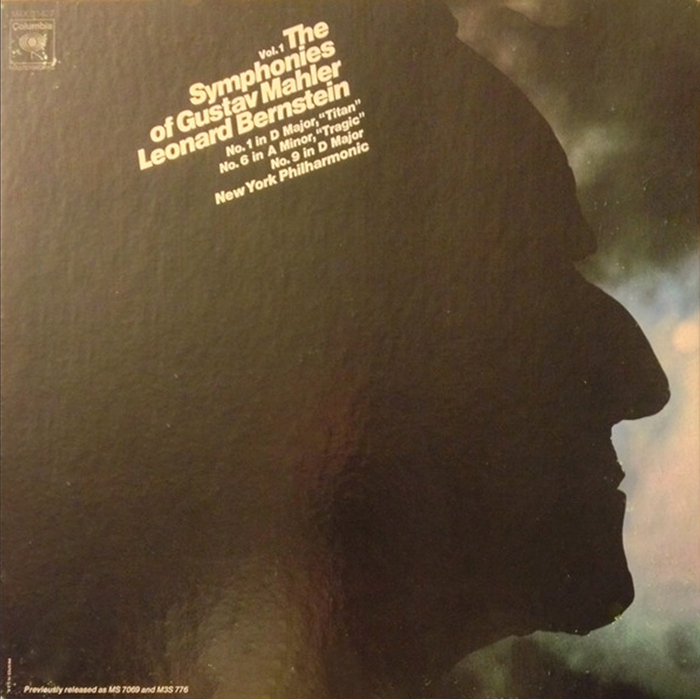 Columbia
Vol. 1 The
Symphonies
of Gustav Mahler
Leonard Bernstein
No. 1 in D Major, “Titan”
No. 6 in A Minor, “Tragic”
No. 9 in D Major
New York Philharmonic
Previously released as MS 7069 and M3S 776